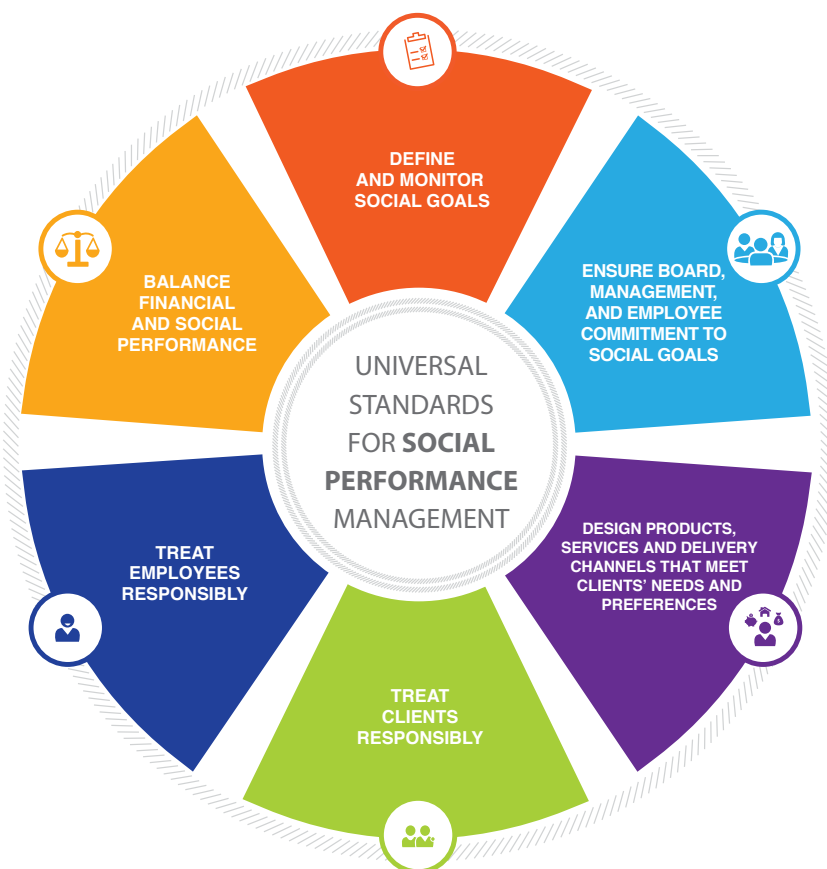 DEFINE
AND MONITOR
SOCIAL GOALS
ENSURE BOARD,
MANAGEMENT,
AND EMPLOYEE
COMMITMENT TO
SOCIAL GOALS
DESIGN PRODUCTS,
SERVICES AND DELIVERY
CHANNELS THAT MEET
CLIENTS’ NEEDS AND
PREFERENCES
TREAT
CLIENTS
RESPONSIBLY
TREAT
EMPLOYEES
RESPONSIBLY
BALANCE
FINANCIAL
AND SOCIAL
PERFORMANCE
UNIVERSAL
STANDARDS
FOR SOCIAL
PERFORMANCE
MANAGEMENT